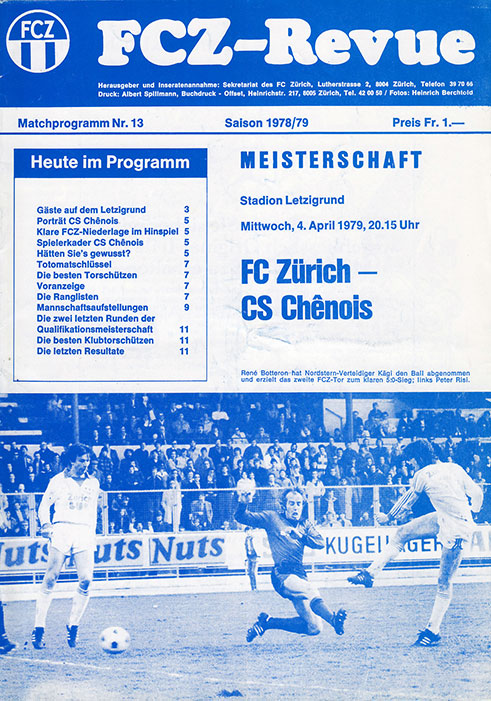 FCZ
FCZ-Revue
Herausgeber und Inseratenannahme: Sekretariat des FC Zürich, Lutherstrasse 2, 8004 Zürich, Telefon 39 70 66
Druck: Albert Spillmann, Buchdruck - Offset, Heinrichstr. 217, 8005 Zürich, Tel. 42 00 50 / Fotos: Heinrich Berchtold
Matchprogramm Nr. 13 Saison 1978/79 Preis Fr. 1.—
Heute im Programm
Gäste auf dem Letzigrund 3
Porträt CS Chênois 5
Klare FCZ-Niederlage im Hinspiel 5
Spielerkader CS Chênois 5
Hätten Sie's gewusst? 5
Totomatschlüssel 7
Die besten Torschützen 7
Voranzeige 7
Die Ranglisten 7
Mannschaftsaufstellungen 9
Die zwei letzten Runden der
Qualifikationsmeisterschaft 11
Die besten Klubtorschützen 11
Die letzten Resultate 11
MEISTERSCHAFT
Stadion Letzigrund
Mittwoch, 4. April 1979, 20.15 Uhr
FC Zürich —
CS Chênois
René Botteron hat Nordstern-Verteidiger Kägi den Ball abgenommen
und erzielt das zweite FCZ-Tor zum klaren 5:0-Sieg; links Peter Risi.
Nuts Nuts Nuts
KUGELLAGER
Zürich